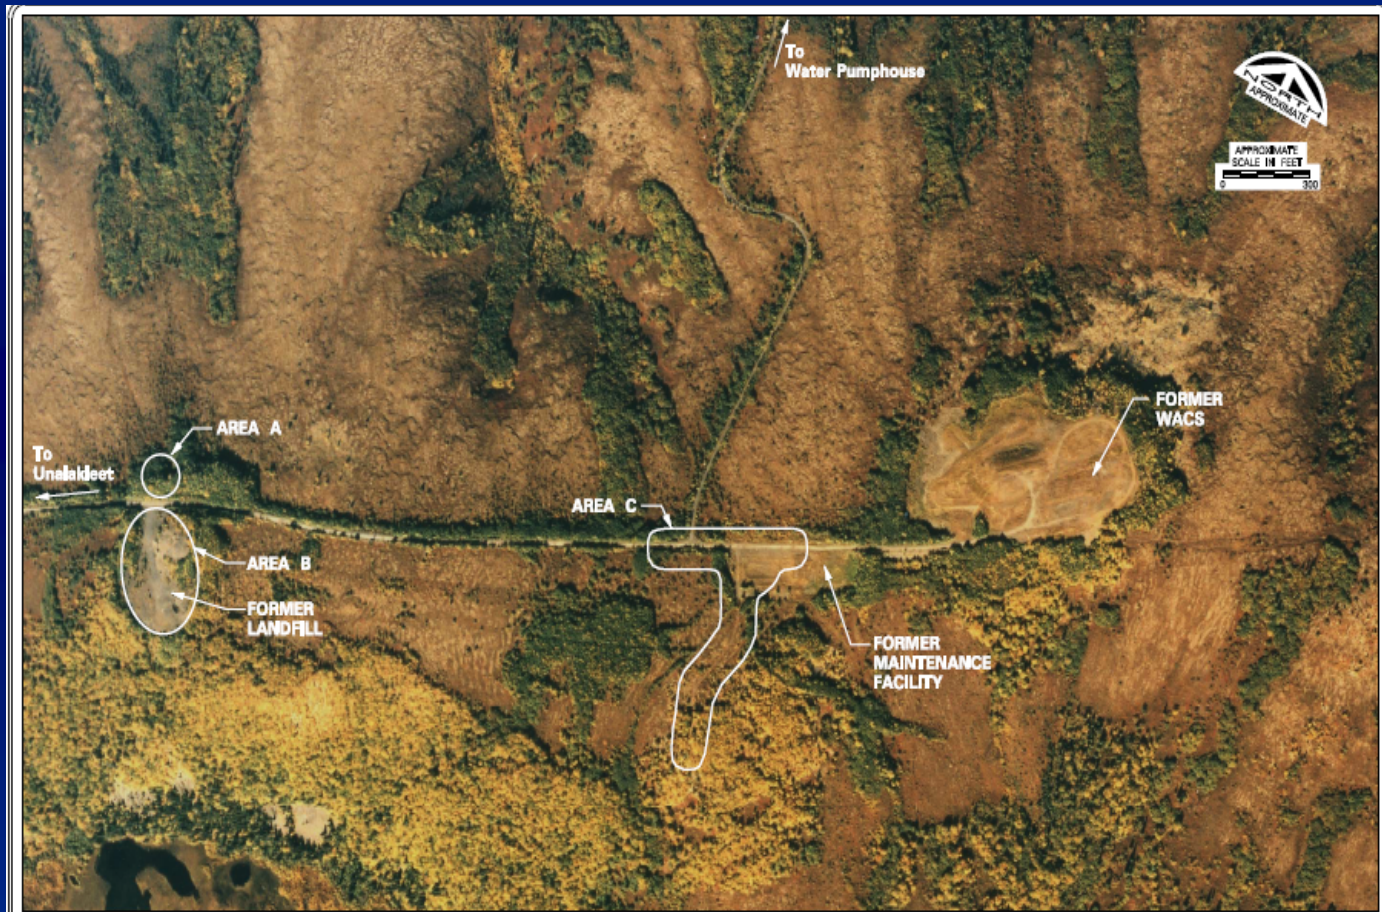 To
Water Pumphouse
NORTH
APPROXIMATE
APPROXIMATE
SCALE IN FEET
0 300
FORMER
WACS
AREA A
To
Unalakleet
AREA C
AREA B
FORMER
LANDFILL
FORMER
MAINTENANCE
FACILITY